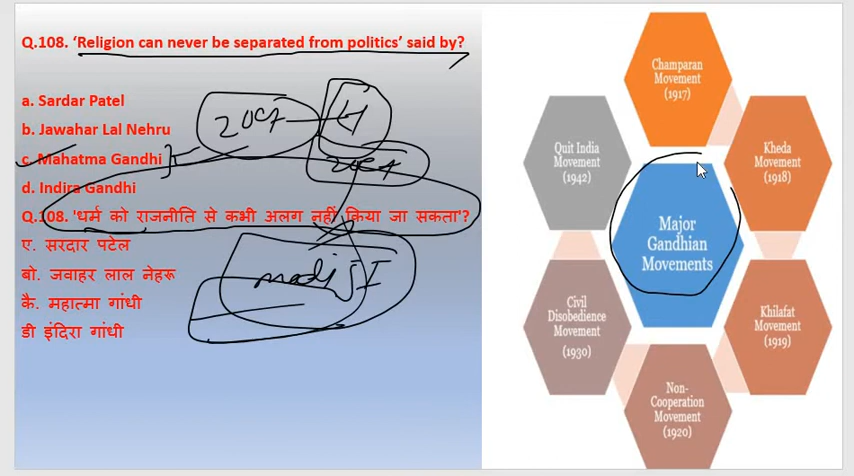 Q.108. ‘Religion can never be separated from politics’ said by?
a. Sardar Patel
b. Jawahar Lal Nehru
c. Mahatma Gandhi
d. Indira Gandhi
Q.108. 'धर्म को राजनीति से कभी अलग नहीं किया जा सकता'?
ए. सरदार पटेल
बी. जवाहर लाल नेहरू
कै. महात्मा गांधी
डी इंदिरा गांधी
modi JI
Champaran
Movement
(1917)
Kheda
Movement
(1918)
Khilafat
Movement
(1919)
Non-
Cooperation
Movement
(1920)
Civil
Disobedience
Movement
(1930)
Quit India
Movement
(1942)
Major
Gandhian
Movements